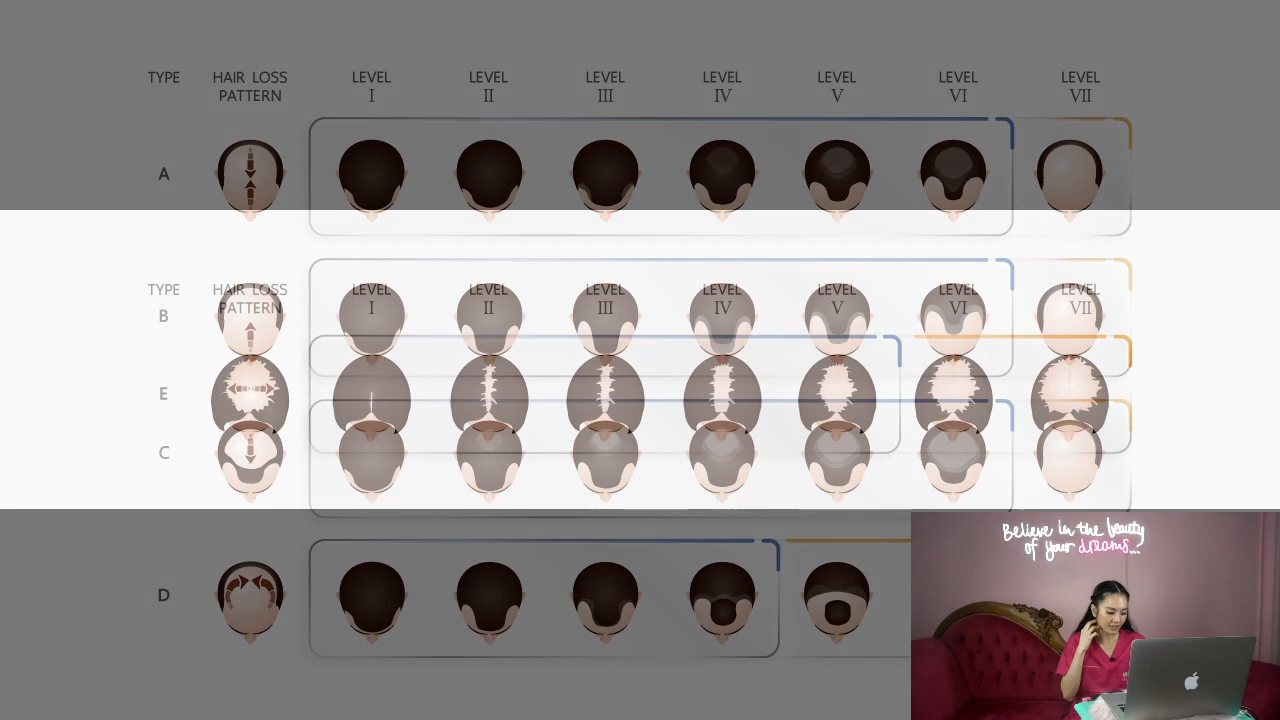 TYPE HAIR LOSS PATTERN LEVEL I LEVEL II LEVEL III LEVEL IV LEVEL V LEVEL VI LEVEL VII
A
TYPE HAIR LOSS PATTERN LEVEL I LEVEL II LEVEL III LEVEL IV LEVEL V LEVEL VI LEVEL VII
B
E
C
D
Believe in the beauty
of your dreams...